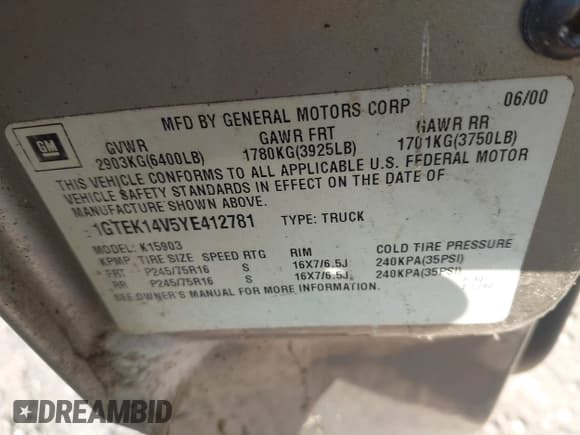 MFD BY GENERAL MOTORS CORP 06/00
GM
GVWR GAWR FRT GAWR RR
2903KG(6400LB) 1780KG(3925LB) 1701KG(3750LB)
THIS VEHICLE CONFORMS TO ALL APPLICABLE U.S. FEDERAL MOTOR
VEHICLE SAFETY STANDARDS IN EFFECT ON THE DATE OF
MANUFACTURE SHOWN ABOVE.
1GTEK14V5YE412781 TYPE: TRUCK
MODEL: K15903
KPMP TIRE SIZE SPEED RTG RIM COLD TIRE PRESSURE
FRT P245/75R16 S 16X7/6.5J 240KPA(35PSI)
RR P245/75R16 S 16X7/6.5J 240KPA(35PSI)
SEE OWNER'S MANUAL FOR MORE INFORMATION.
DREAMBID